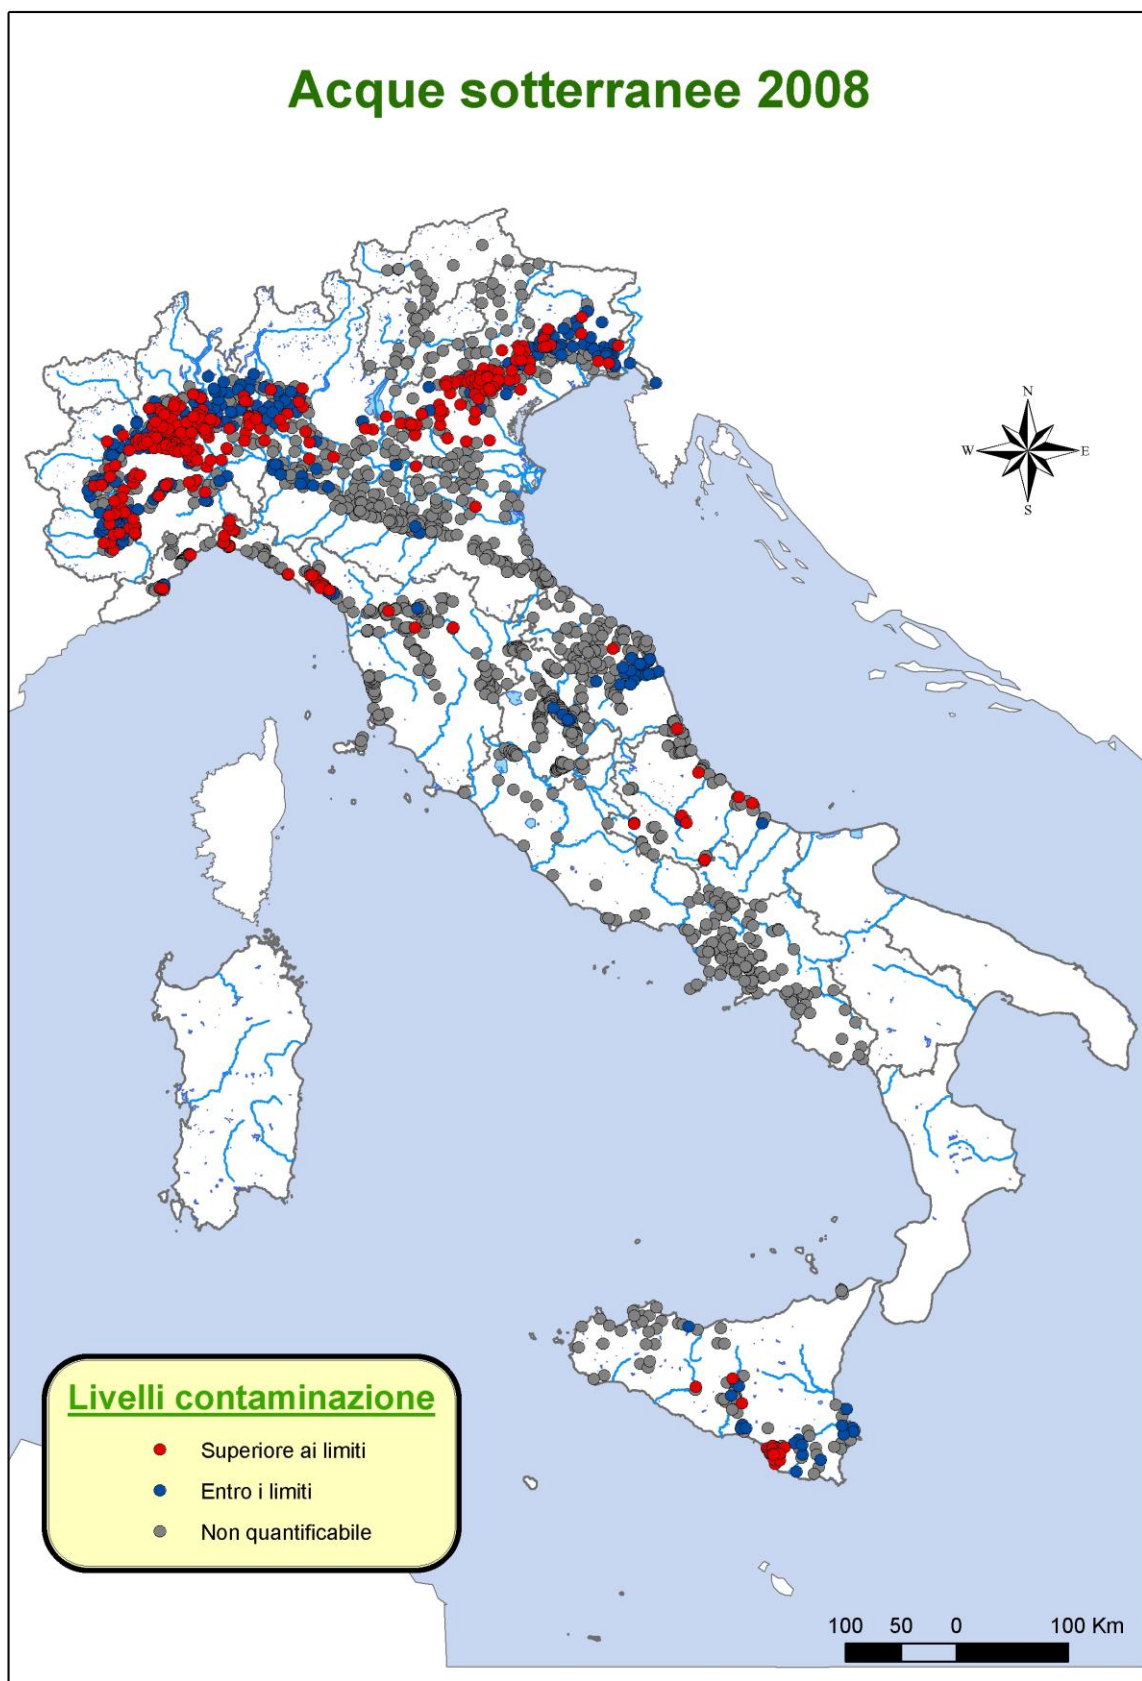 Acque sotterranee 2008
N
W E
S
Livelli contaminazione
Superiore ai limiti
Entro i limiti
Non quantificabile
100 50 0 100 Km